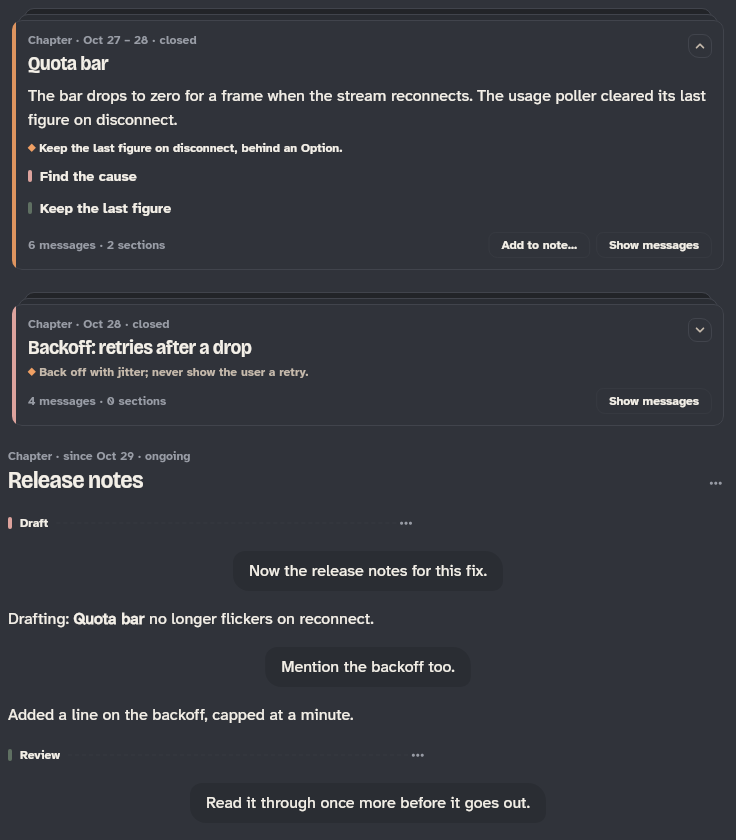 Chapter · Oct 27 – 28 · closed
Quota bar
The bar drops to zero for a frame when the stream reconnects. The usage poller cleared its last
figure on disconnect.
Keep the last figure on disconnect, behind an Option.
Find the cause
Keep the last figure
6 messages · 2 sections
Add to note…
Show messages
Chapter · Oct 28 · closed
Backoff: retries after a drop
Back off with jitter; never show the user a retry.
4 messages · 0 sections
Show messages
Chapter · since Oct 29 · ongoing
Release notes
Draft
Now the release notes for this fix.
Drafting: Quota bar no longer flickers on reconnect.
Mention the backoff too.
Added a line on the backoff, capped at a minute.
Review
Read it through once more before it goes out.